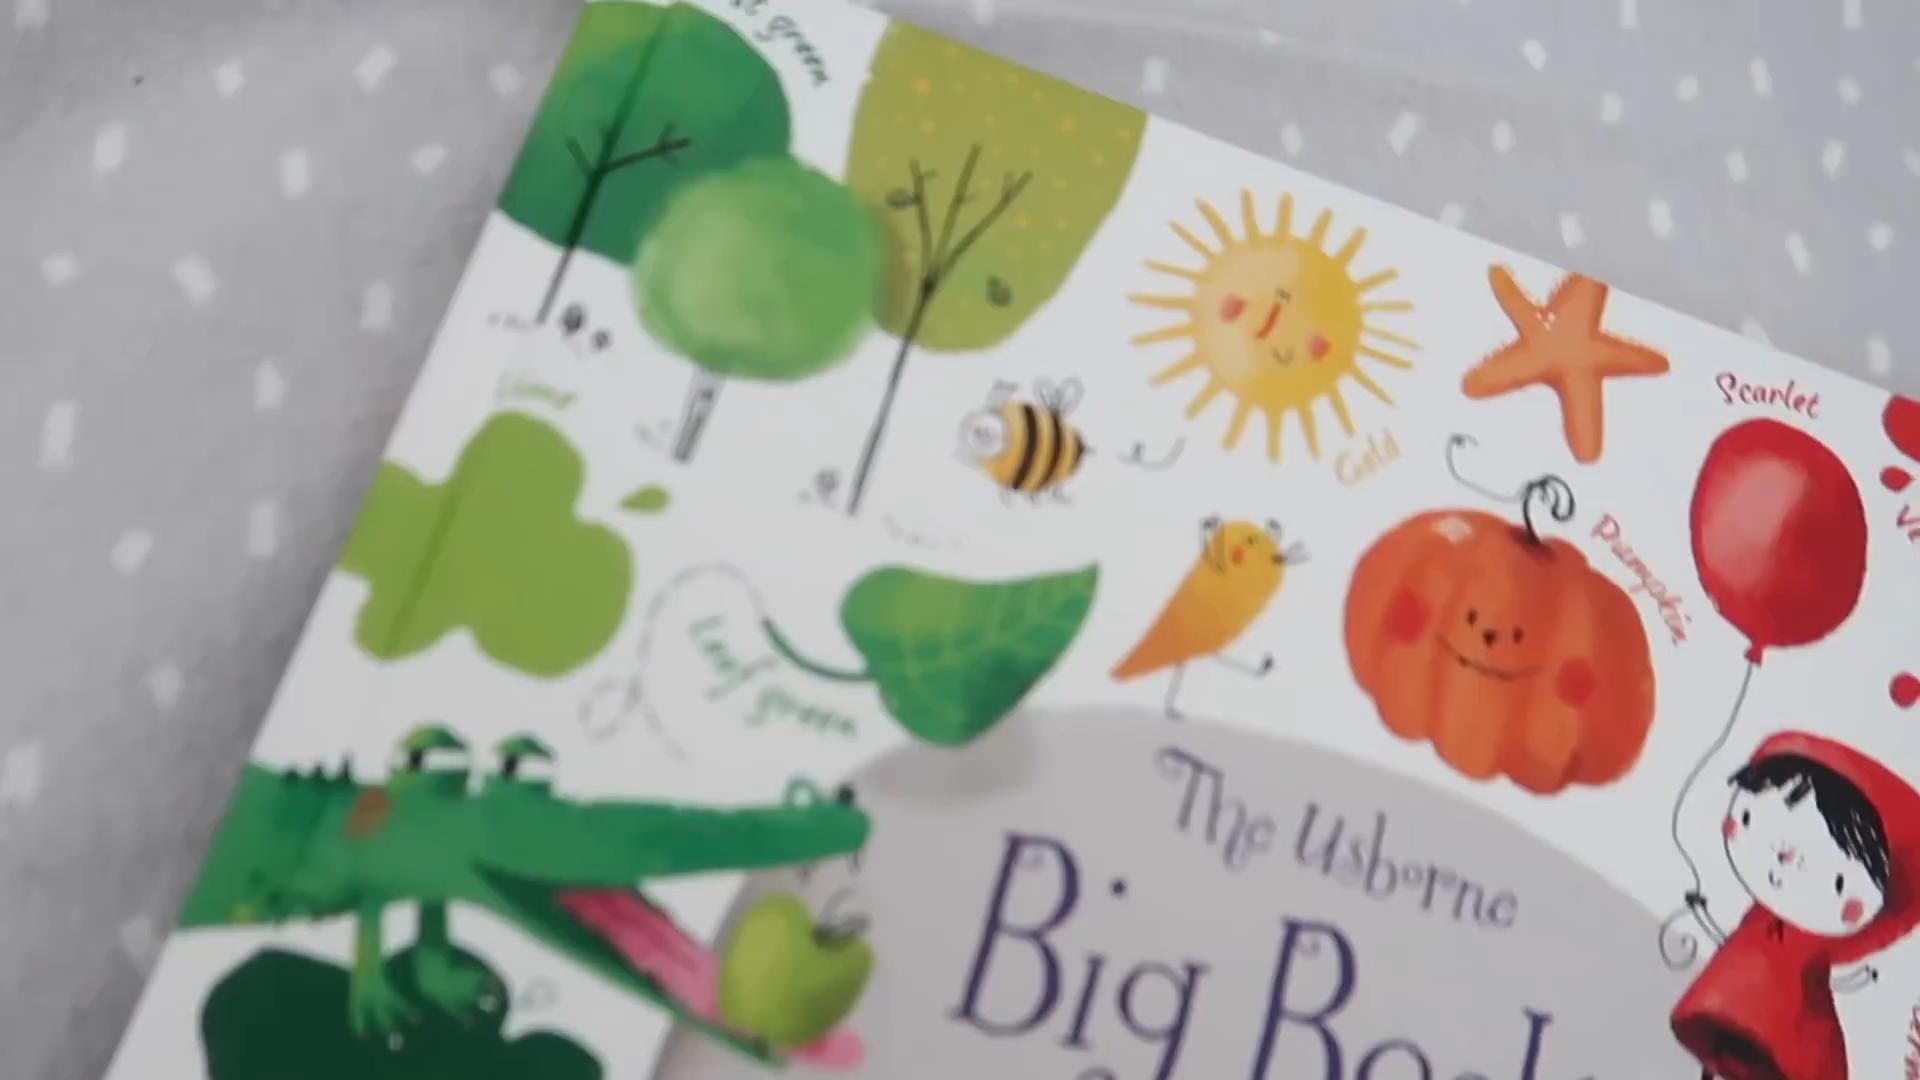 green
Lime
Gold
Scarlet
Pumpkin
Leaf green
The Usborne
Big Book